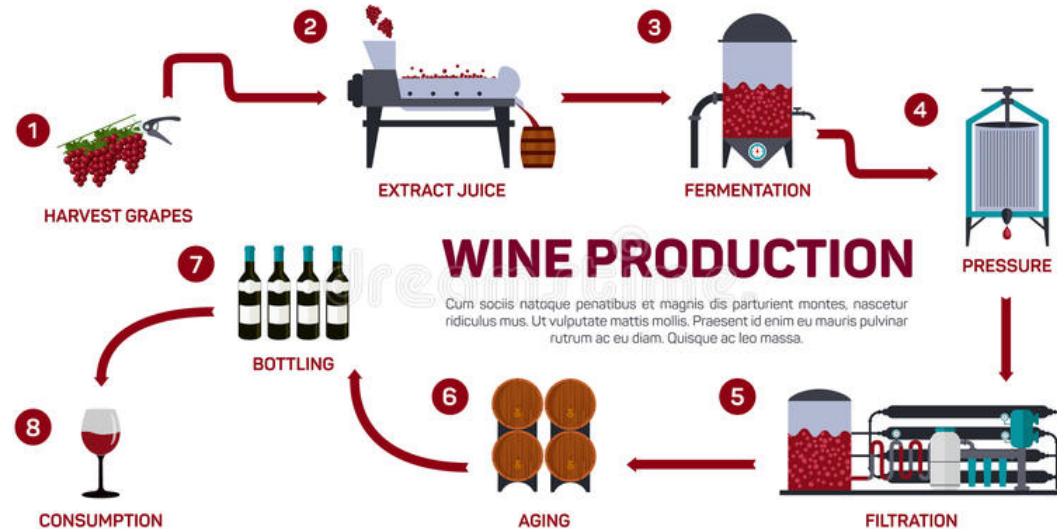 1
HARVEST GRAPES
2
EXTRACT JUICE
3
FERMENTATION
4
PRESSURE
WINE PRODUCTION
Cum sociis natoque penatibus et magnis dis parturient montes, nascetur
ridiculus mus. Ut vulputate mattis mollis. Praesent id enim eu mauris pulvinar
rutrum ac eu diam. Quisque ac leo massa.
5
FILTRATION
6
AGING
7
BOTTLING
8
CONSUMPTION
dreamstime.